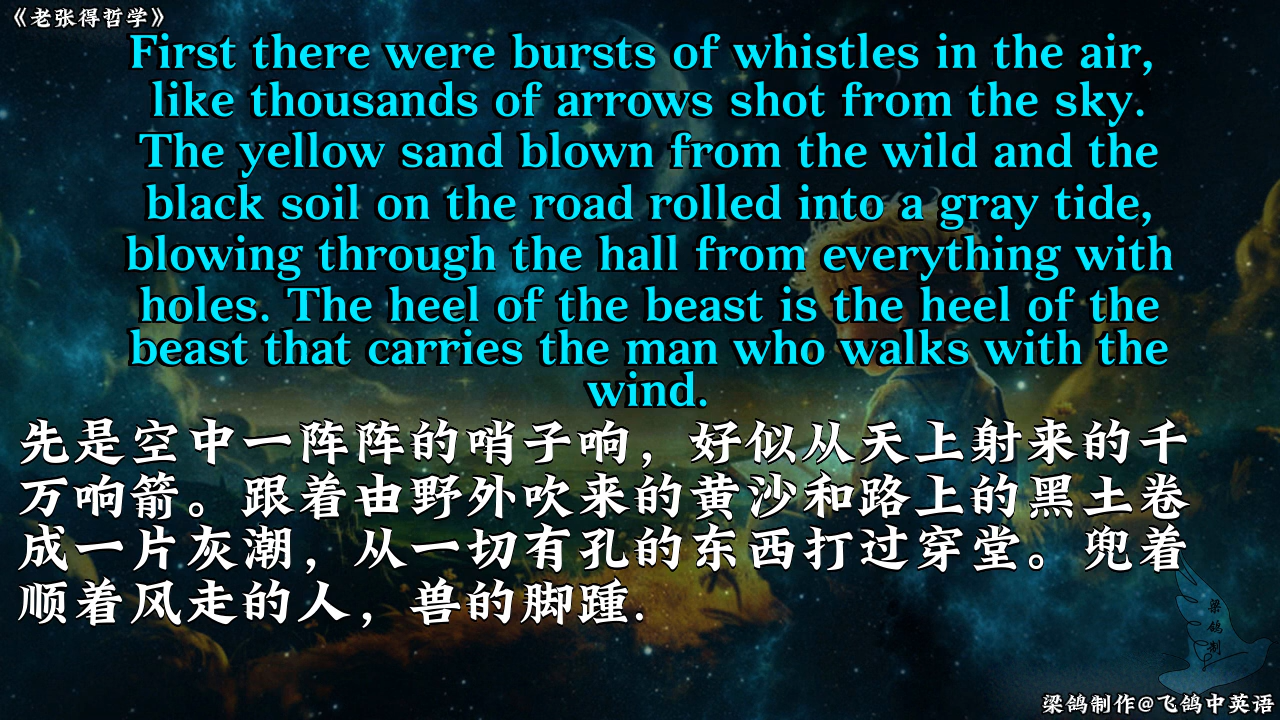 《老张得哲学》
First there were bursts of whistles in the air,
like thousands of arrows shot from the sky.
The yellow sand blown from the wild and the
black soil on the road rolled into a gray tide,
blowing through the hall from everything with
holes. The heel of the beast is the heel of the
beast that carries the man who walks with the
wind.
先是空中一阵阵的哨子响，好似从天上射来的千
万响箭。跟着由野外吹来的黄沙和路上的黑土卷
成一片灰潮，从一切有孔的东西打过穿堂。兜着
顺着风走的人，兽的脚踵.
梁鸽制
梁鸽制作@飞鸽中英语